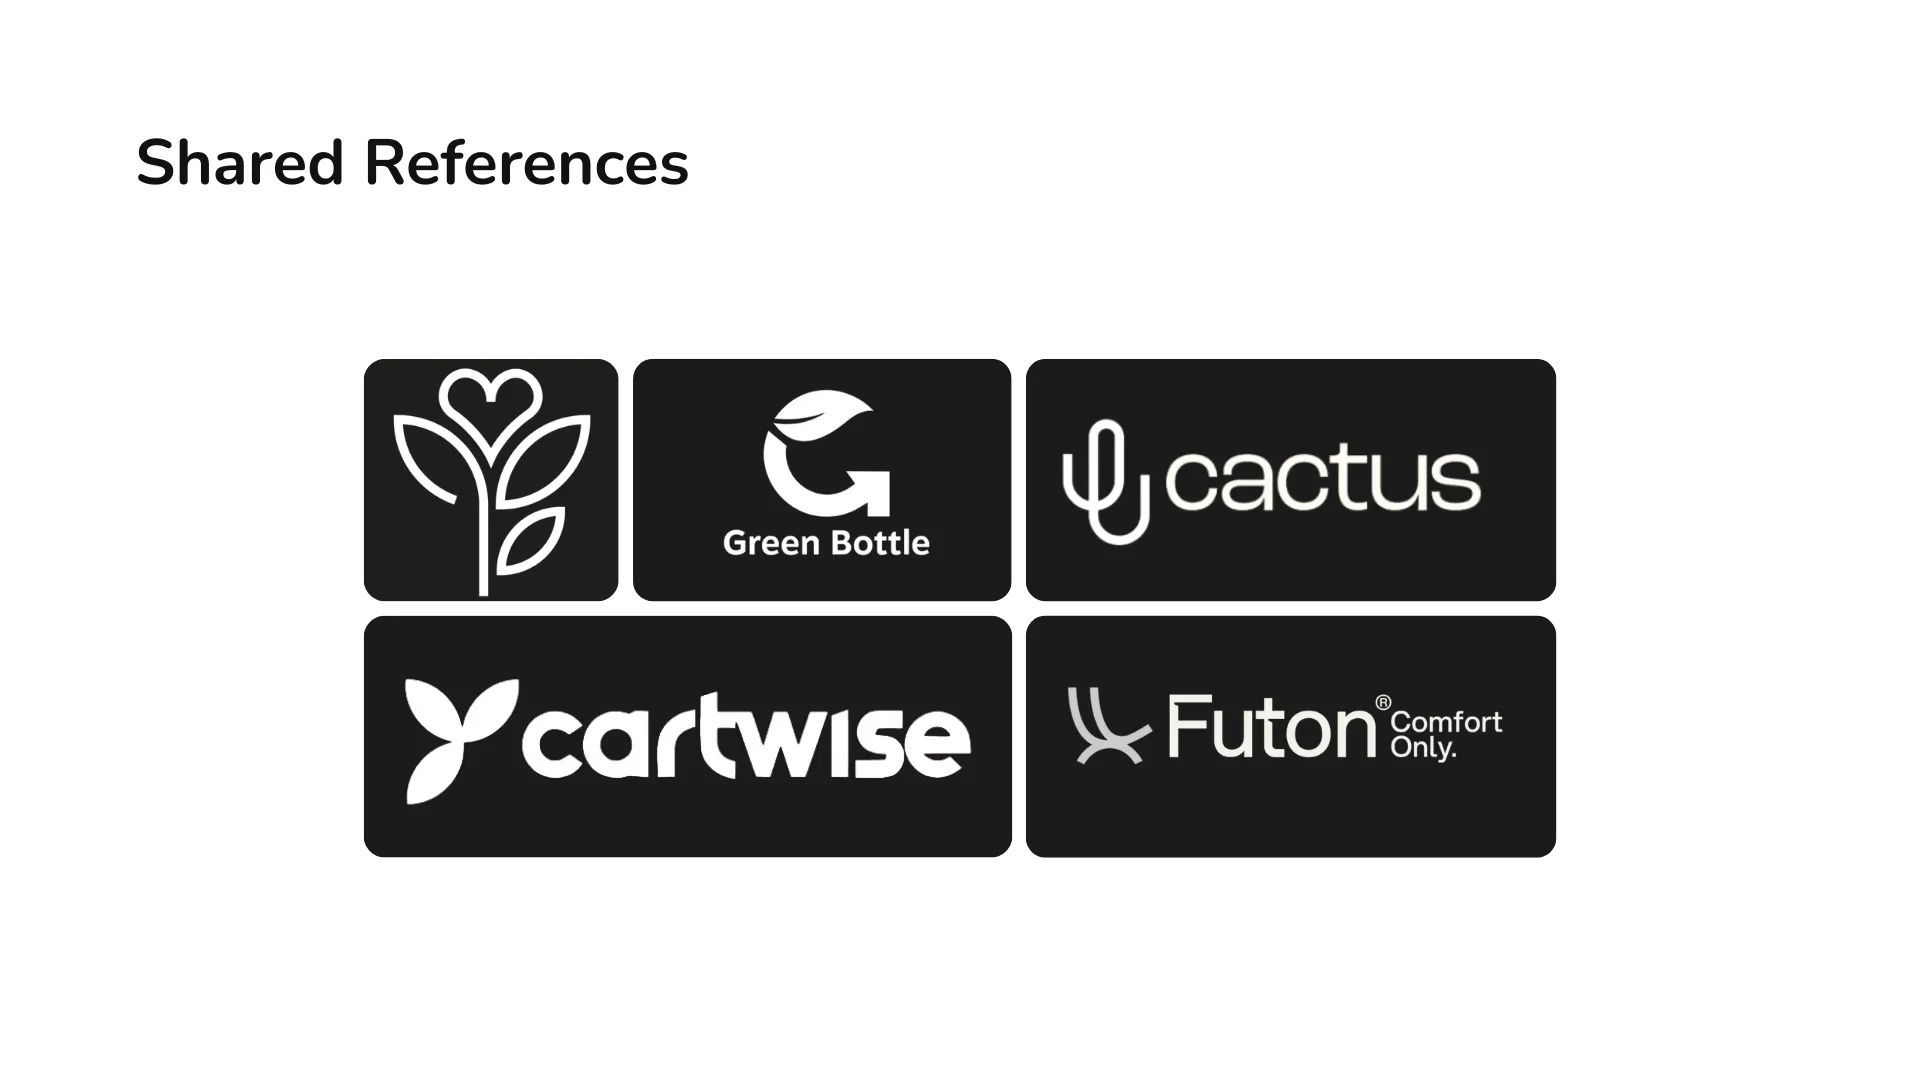 Shared References
Green Bottle
cactus
cartwise
Futon®
Comfort
Only.